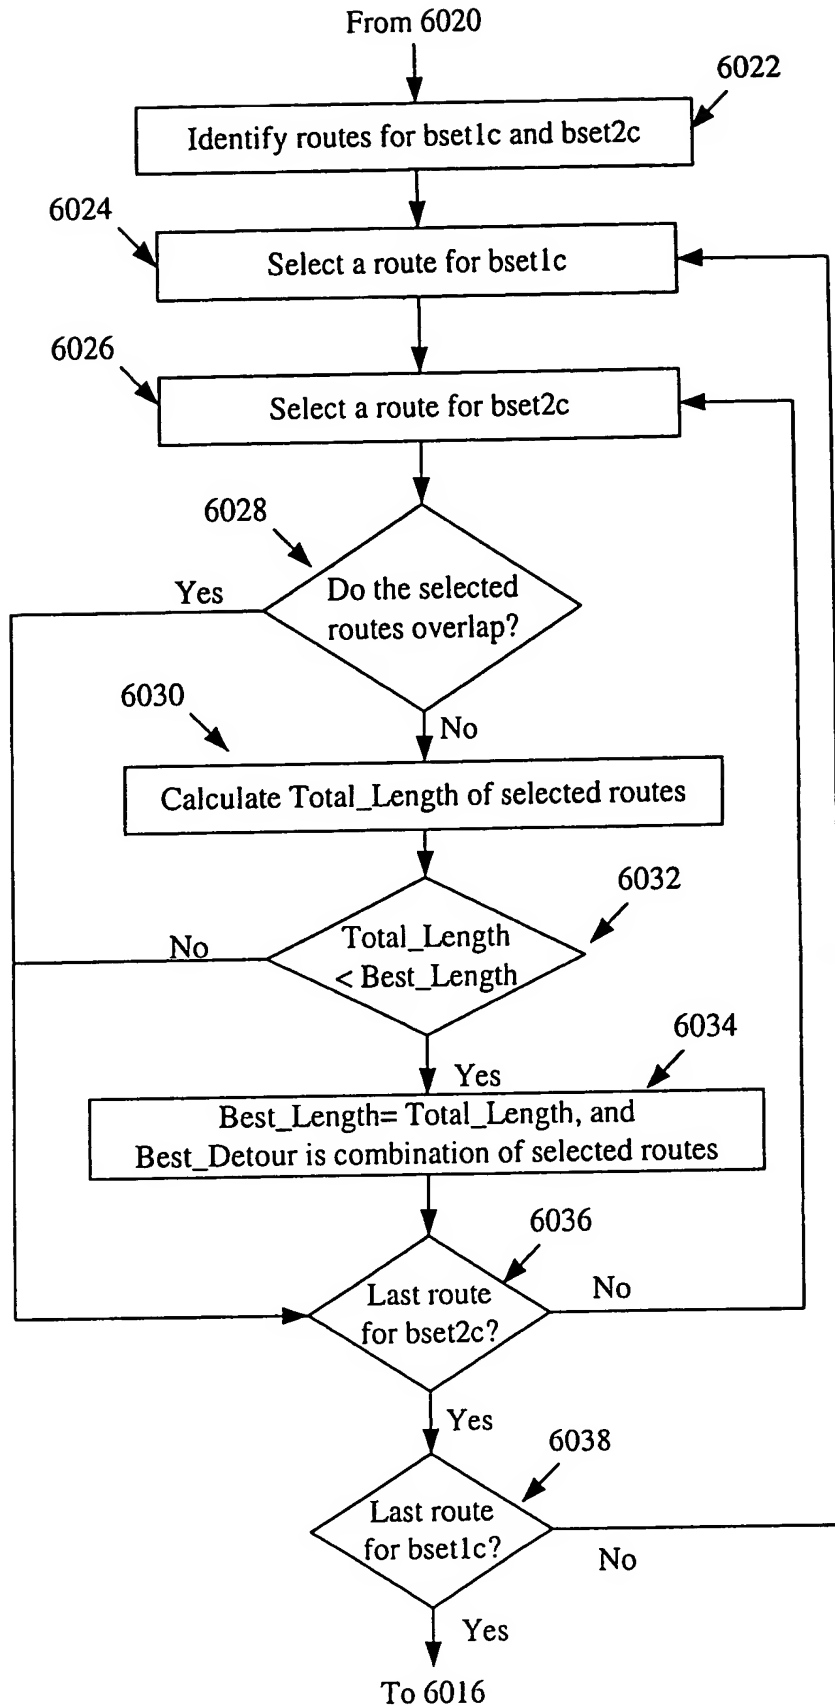 From 6020
6022
Identify routes for bset1c and bset2c
6024
Select a route for bset1c
6026
Select a route for bset2c
6028
Yes
Do the selected
routes overlap?
6030
No
Calculate Total_Length of selected routes
6032
Total_Length
< Best_Length
No
6034
Yes
Best_Length= Total_Length, and
Best_Detour is combination of selected routes
6036
Last route
for bset2c?
No
Yes
6038
Last route
for bset1c?
No
Yes
To 6016